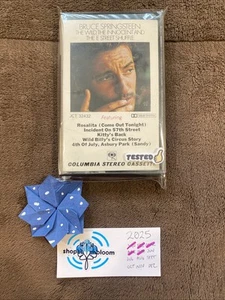 BRUCE SPRINGSTEEN
THE WILD, THE INNOCENT AND
THE E STREET SHUFFLE
Featuring
Rosalita (Come Out Tonight)
Incident On 57th Street
Kitty's Back
Wild Billy's Circus Story
4th Of July, Asbury Park (Sandy)
TESTED
COLUMBIA STEREO CASSETTE
shop bloom
2025